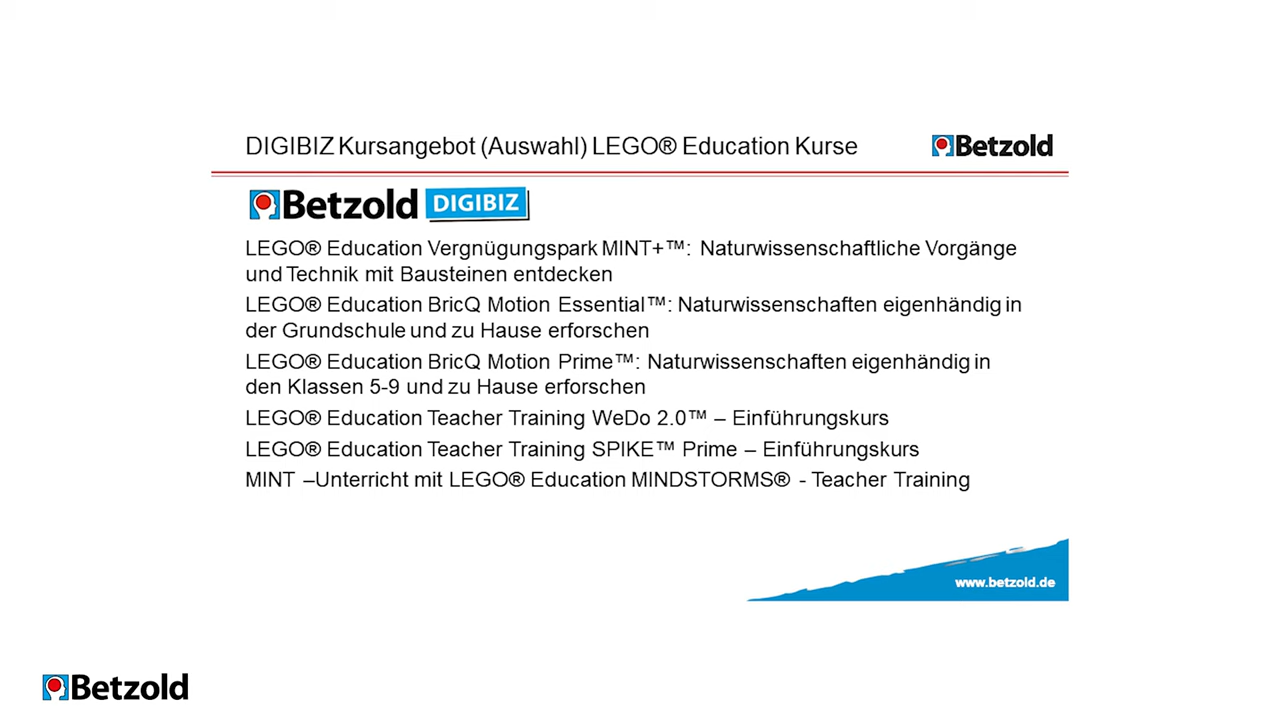 DIGIBIZ Kursangebot (Auswahl) LEGO® Education Kurse
Betzold
Betzold DIGIBIZ
LEGO® Education Vergnügungspark MINT+™: Naturwissenschaftliche Vorgänge
und Technik mit Bausteinen entdecken
LEGO® Education BricQ Motion Essential™: Naturwissenschaften eigenhändig in
der Grundschule und zu Hause erforschen
LEGO® Education BricQ Motion Prime™: Naturwissenschaften eigenhändig in
den Klassen 5-9 und zu Hause erforschen
LEGO® Education Teacher Training WeDo 2.0™ – Einführungskurs
LEGO® Education Teacher Training SPIKE™ Prime – Einführungskurs
MINT –Unterricht mit LEGO® Education MINDSTORMS® - Teacher Training
www.betzold.de
Betzold